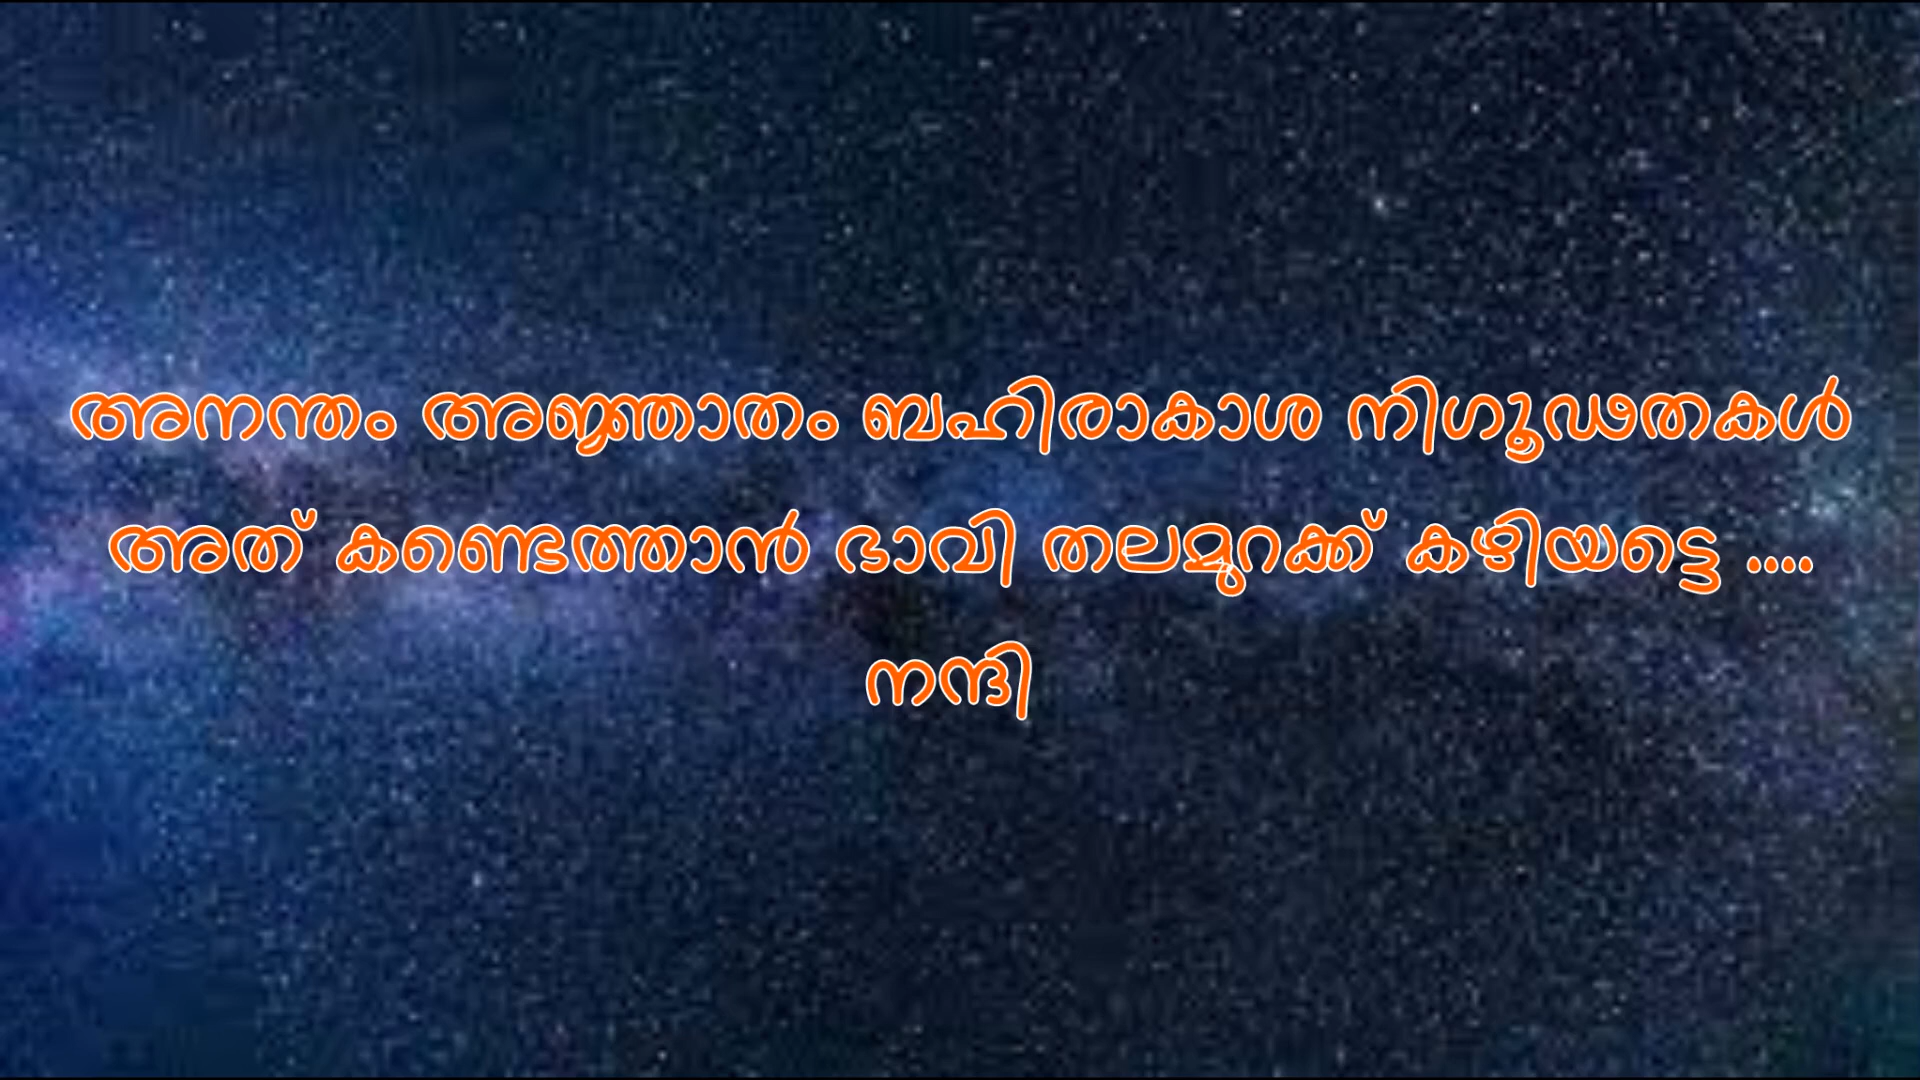 അനന്തം അജ്ഞാതം ബഹിരാകാശ നിഗൂഢതകൾ
അത് കണ്ടെത്താൻ ഭാവി തലമുറക്ക് കഴിയട്ടെ ....
നന്ദി